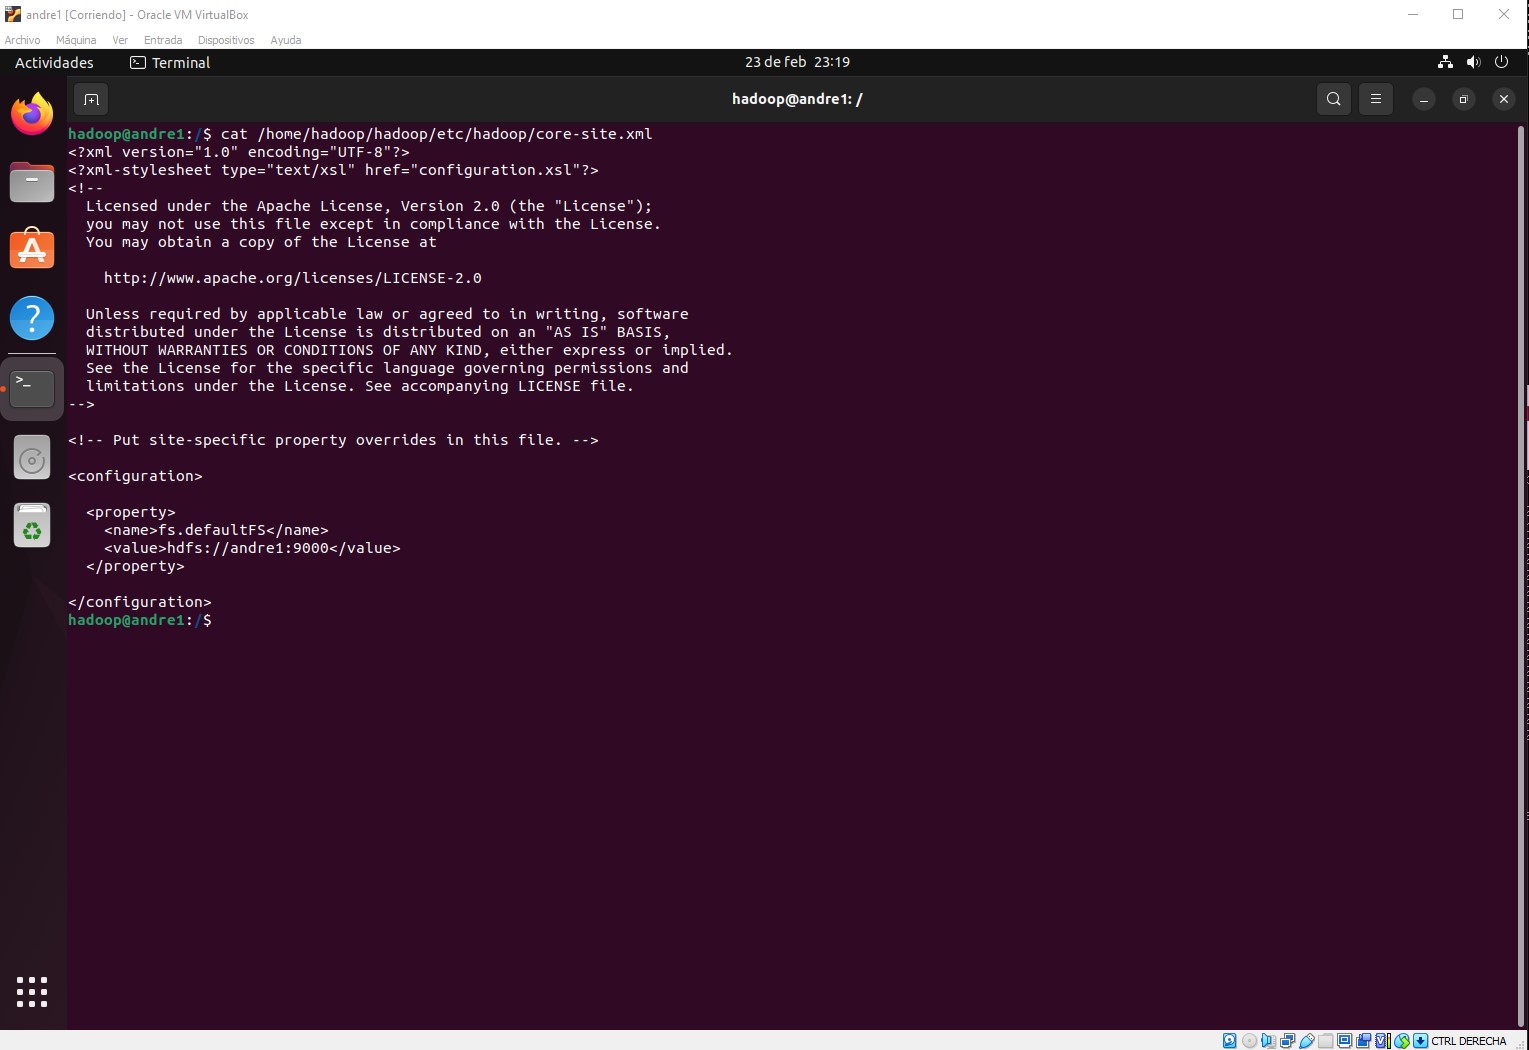 andre1 [Corriendo] - Oracle VM VirtualBox
Archivo Máquina Ver Entrada Dispositivos Ayuda
Actividades Terminal 23 de feb 23:19
hadoop@andre1: /
hadoop@andre1:/$ cat /home/hadoop/hadoop/etc/hadoop/core-site.xml
<?xml version="1.0" encoding="UTF-8"?>
<?xml-stylesheet type="text/xsl" href="configuration.xsl"?>
<!--
  Licensed under the Apache License, Version 2.0 (the "License");
  you may not use this file except in compliance with the License.
  You may obtain a copy of the License at

    http://www.apache.org/licenses/LICENSE-2.0

  Unless required by applicable law or agreed to in writing, software
  distributed under the License is distributed on an "AS IS" BASIS,
  WITHOUT WARRANTIES OR CONDITIONS OF ANY KIND, either express or implied.
  See the License for the specific language governing permissions and
  limitations under the License. See accompanying LICENSE file.
-->

<!-- Put site-specific property overrides in this file. -->

<configuration>

  <property>
    <name>fs.defaultFS</name>
    <value>hdfs://andre1:9000</value>
  </property>

</configuration>
hadoop@andre1:/$
CTRL DERECHA